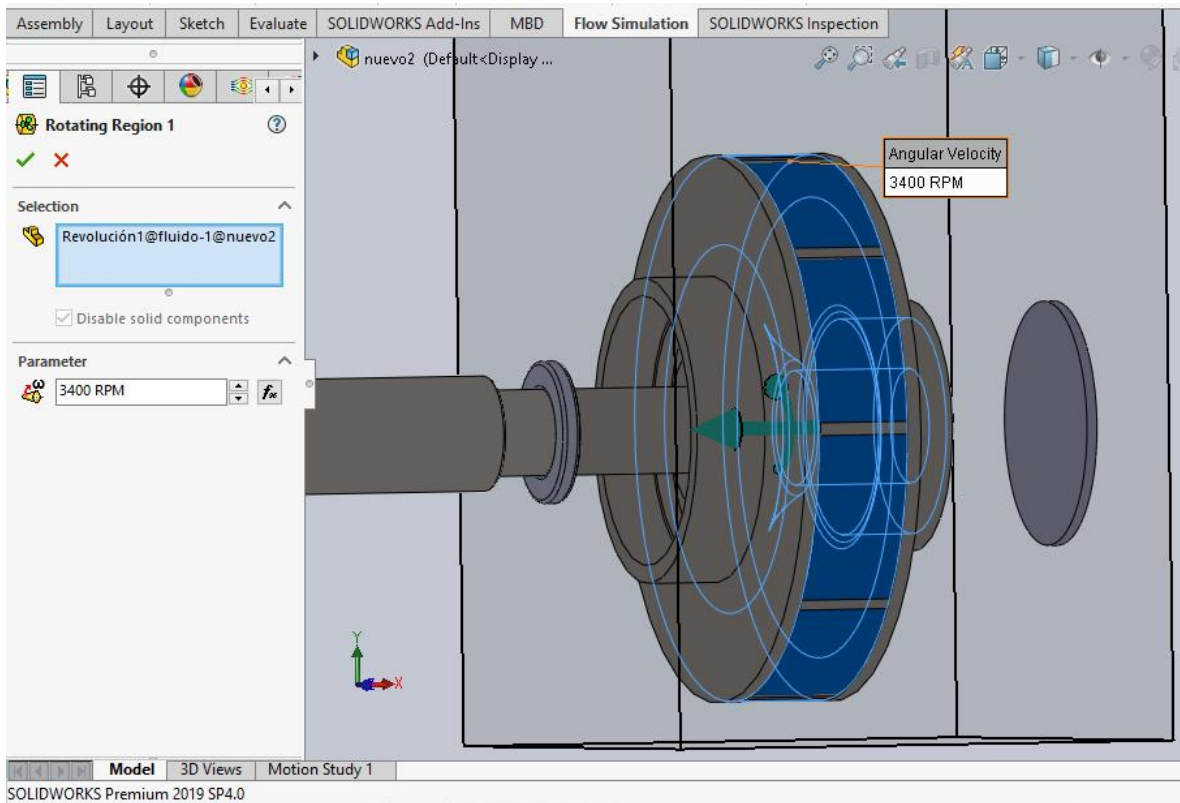 Assembly Layout Sketch Evaluate SOLIDWORKS Add-Ins MBD Flow Simulation SOLIDWORKS Inspection
nuevo2 (Default<Display ...
Rotating Region 1
Selection
Revolución1@fluido-1@nuevo2
Disable solid components
Parameter
3400 RPM
Angular Velocity
3400 RPM
Y
X
Model 3D Views Motion Study 1
SOLIDWORKS Premium 2019 SP4.0